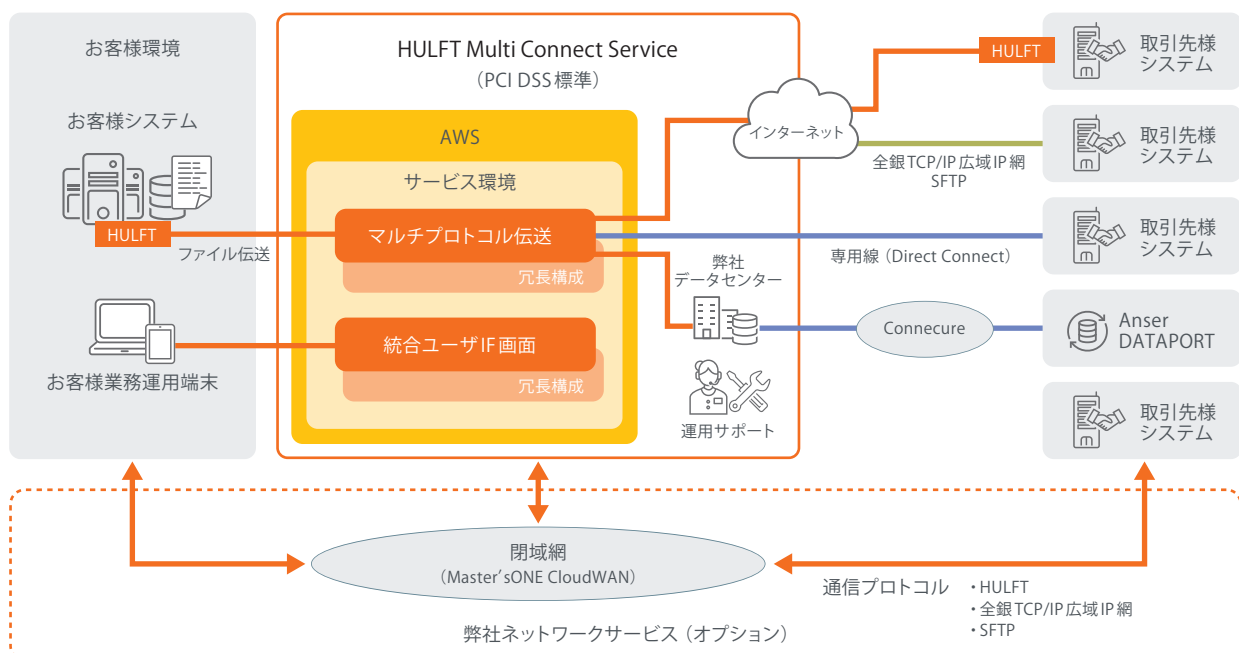 お客様環境
お客様システム
HULFT
ファイル伝送
お客様業務運用端末
HULFT Multi Connect Service
（PCI DSS標準）
AWS
サービス環境
マルチプロトコル伝送
冗長構成
統合ユーザIF画面
冗長構成
弊社
データセンター
運用サポート
インターネット
HULFT
取引先様
システム
全銀TCP/IP広域IP網
SFTP
取引先様
システム
専用線（Direct Connect）
取引先様
システム
Connecure
Anser
DATAPORT
取引先様
システム
閉域網
（Master'sONE CloudWAN）
通信プロトコル
・HULFT
・全銀TCP/IP広域IP網
・SFTP
弊社ネットワークサービス（オプション）